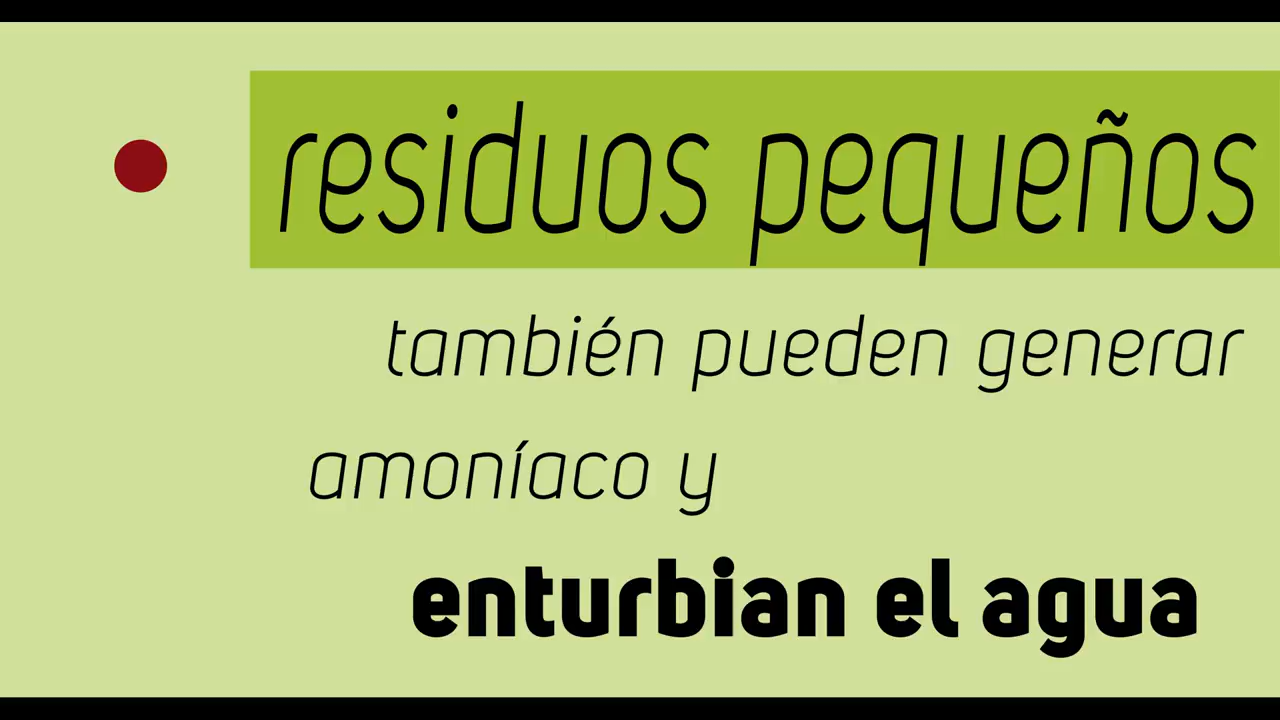 residuos pequeños
también pueden generar
amoníaco y
enturbian el agua